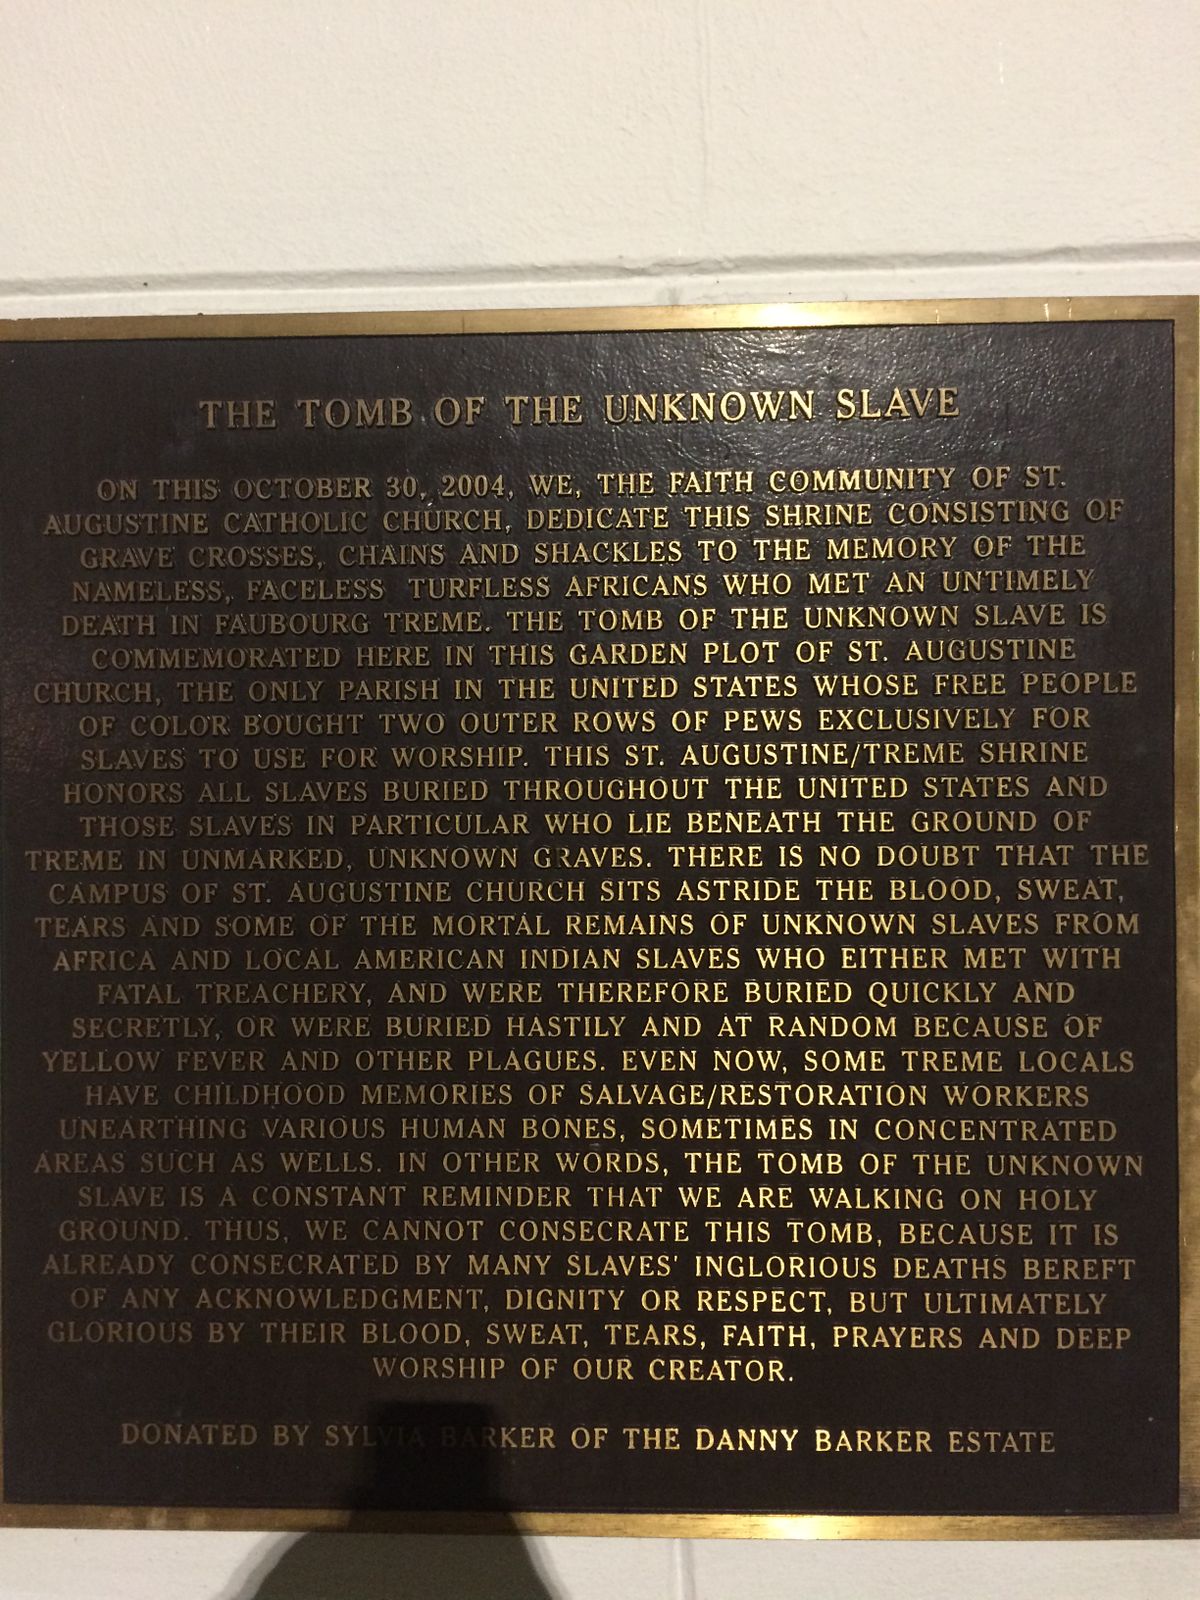 THE TOMB OF THE UNKNOWN SLAVE
ON THIS OCTOBER 30, 2004, WE, THE FAITH COMMUNITY OF ST.
AUGUSTINE CATHOLIC CHURCH, DEDICATE THIS SHRINE CONSISTING OF
GRAVE CROSSES, CHAINS AND SHACKLES TO THE MEMORY OF THE
NAMELESS, FACELESS TURFLESS AFRICANS WHO MET AN UNTIMELY
DEATH IN FAUBOURG TREME. THE TOMB OF THE UNKNOWN SLAVE IS
COMMEMORATED HERE IN THIS GARDEN PLOT OF ST. AUGUSTINE
CHURCH, THE ONLY PARISH IN THE UNITED STATES WHOSE FREE PEOPLE
OF COLOR BOUGHT TWO OUTER ROWS OF PEWS EXCLUSIVELY FOR
SLAVES TO USE FOR WORSHIP. THIS ST. AUGUSTINE/TREME SHRINE
HONORS ALL SLAVES BURIED THROUGHOUT THE UNITED STATES AND
THOSE SLAVES IN PARTICULAR WHO LIE BENEATH THE GROUND OF
TREME IN UNMARKED, UNKNOWN GRAVES. THERE IS NO DOUBT THAT THE
CAMPUS OF ST. AUGUSTINE CHURCH SITS ASTRIDE THE BLOOD, SWEAT,
TEARS AND SOME OF THE MORTAL REMAINS OF UNKNOWN SLAVES FROM
AFRICA AND LOCAL AMERICAN INDIAN SLAVES WHO EITHER MET WITH
FATAL TREACHERY, AND WERE THEREFORE BURIED QUICKLY AND
SECRETLY, OR WERE BURIED HASTILY AND AT RANDOM BECAUSE OF
YELLOW FEVER AND OTHER PLAGUES. EVEN NOW, SOME TREME LOCALS
HAVE CHILDHOOD MEMORIES OF SALVAGE/RESTORATION WORKERS
UNEARTHING VARIOUS HUMAN BONES, SOMETIMES IN CONCENTRATED
AREAS SUCH AS WELLS. IN OTHER WORDS, THE TOMB OF THE UNKNOWN
SLAVE IS A CONSTANT REMINDER THAT WE ARE WALKING ON HOLY
GROUND. THUS, WE CANNOT CONSECRATE THIS TOMB, BECAUSE IT IS
ALREADY CONSECRATED BY MANY SLAVES' INGLORIOUS DEATHS BEREFT
OF ANY ACKNOWLEDGMENT, DIGNITY OR RESPECT, BUT ULTIMATELY
GLORIOUS BY THEIR BLOOD, SWEAT, TEARS, FAITH, PRAYERS AND DEEP
WORSHIP OF OUR CREATOR.
DONATED BY SYLVIA BARKER OF THE DANNY BARKER ESTATE